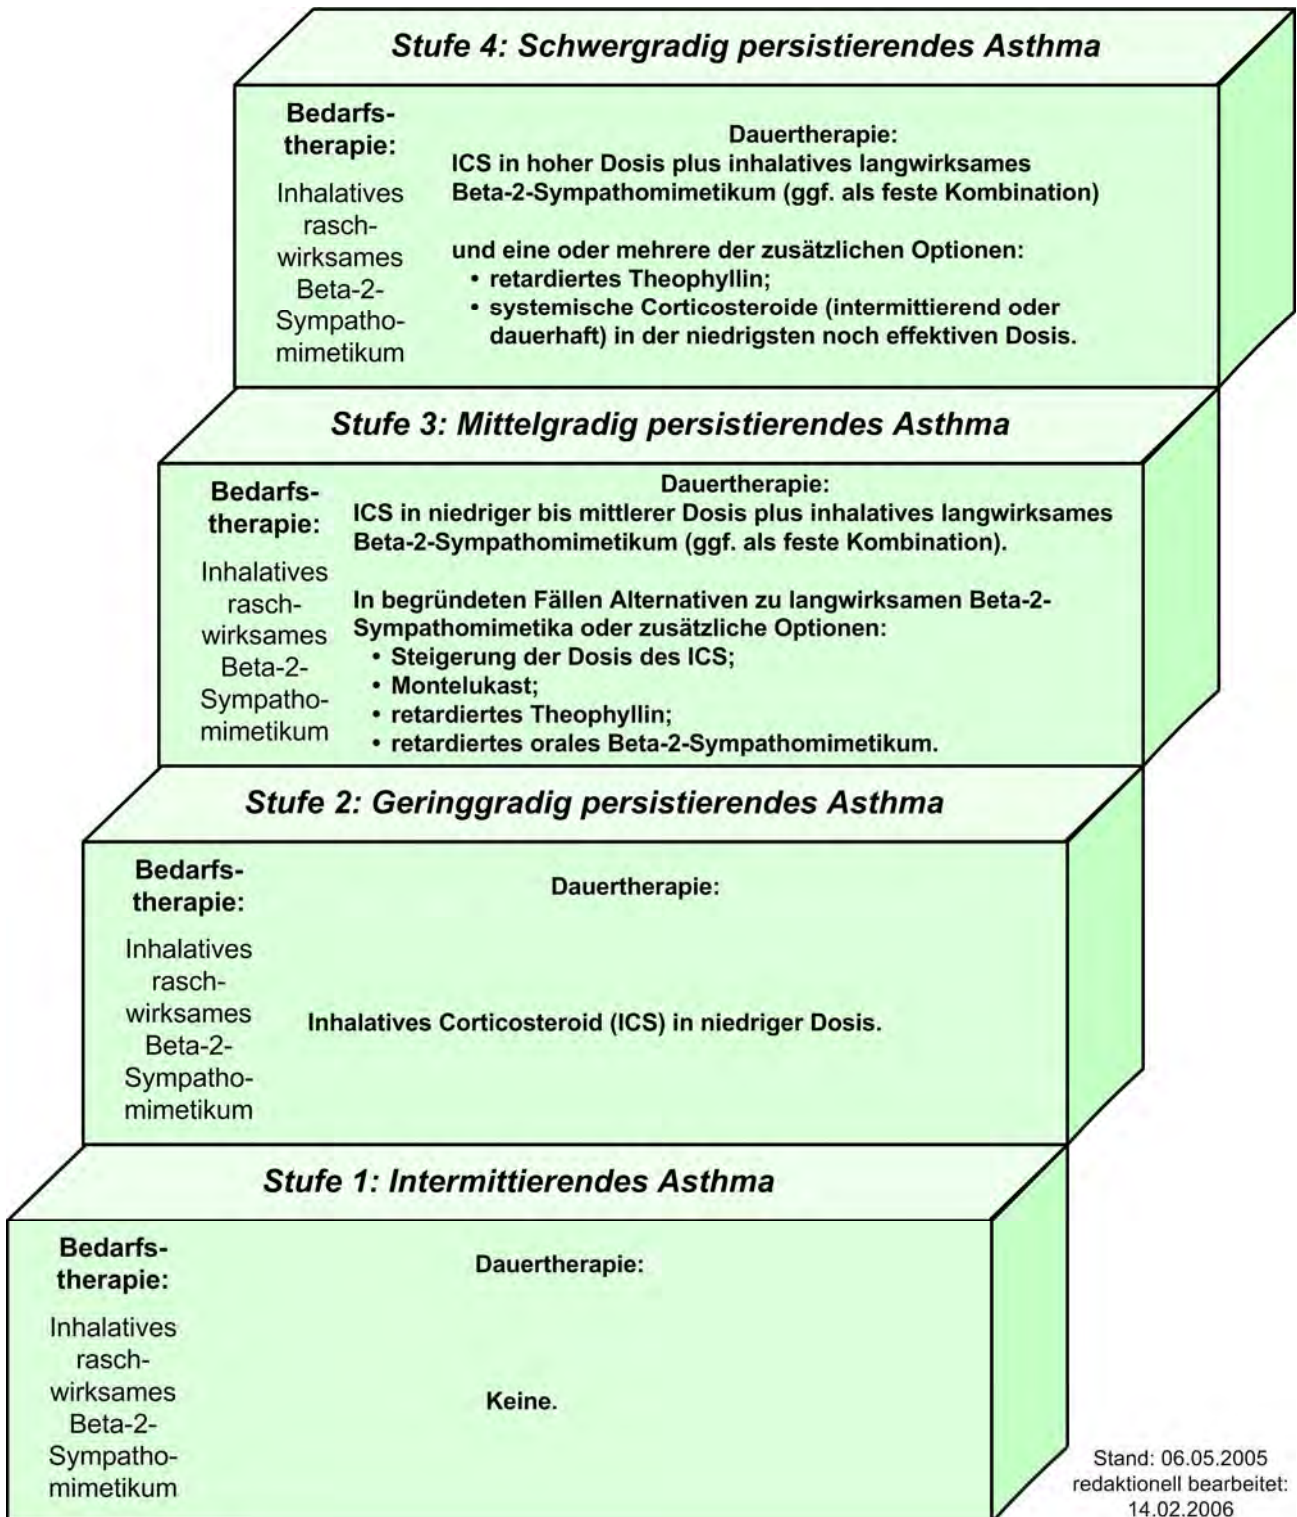 Stufe 4: Schwergradig persistierendes Asthma
Bedarfs-
therapie:
Inhalatives
rasch-
wirksames
Beta-2-
Sympatho-
mimetikum
Dauertherapie:
ICS in hoher Dosis plus inhalatives langwirksames
Beta-2-Sympathomimetikum (ggf. als feste Kombination)
und eine oder mehrere der zusätzlichen Optionen:
• retardiertes Theophyllin;
• systemische Corticosteroide (intermittierend oder
dauerhaft) in der niedrigsten noch effektiven Dosis.
Stufe 3: Mittelgradig persistierendes Asthma
Bedarfs-
therapie:
Inhalatives
rasch-
wirksames
Beta-2-
Sympatho-
mimetikum
Dauertherapie:
ICS in niedriger bis mittlerer Dosis plus inhalatives langwirksames
Beta-2-Sympathomimetikum (ggf. als feste Kombination).
In begründeten Fällen Alternativen zu langwirksamen Beta-2-
Sympathomimetika oder zusätzliche Optionen:
• Steigerung der Dosis des ICS;
• Montelukast;
• retardiertes Theophyllin;
• retardiertes orales Beta-2-Sympathomimetikum.
Stufe 2: Geringgradig persistierendes Asthma
Bedarfs-
therapie:
Inhalatives
rasch-
wirksames
Beta-2-
Sympatho-
mimetikum
Dauertherapie:
Inhalatives Corticosteroid (ICS) in niedriger Dosis.
Stufe 1: Intermittierendes Asthma
Bedarfs-
therapie:
Inhalatives
rasch-
wirksames
Beta-2-
Sympatho-
mimetikum
Dauertherapie:
Keine.
Stand: 06.05.2005
redaktionell bearbeitet:
14.02.2006